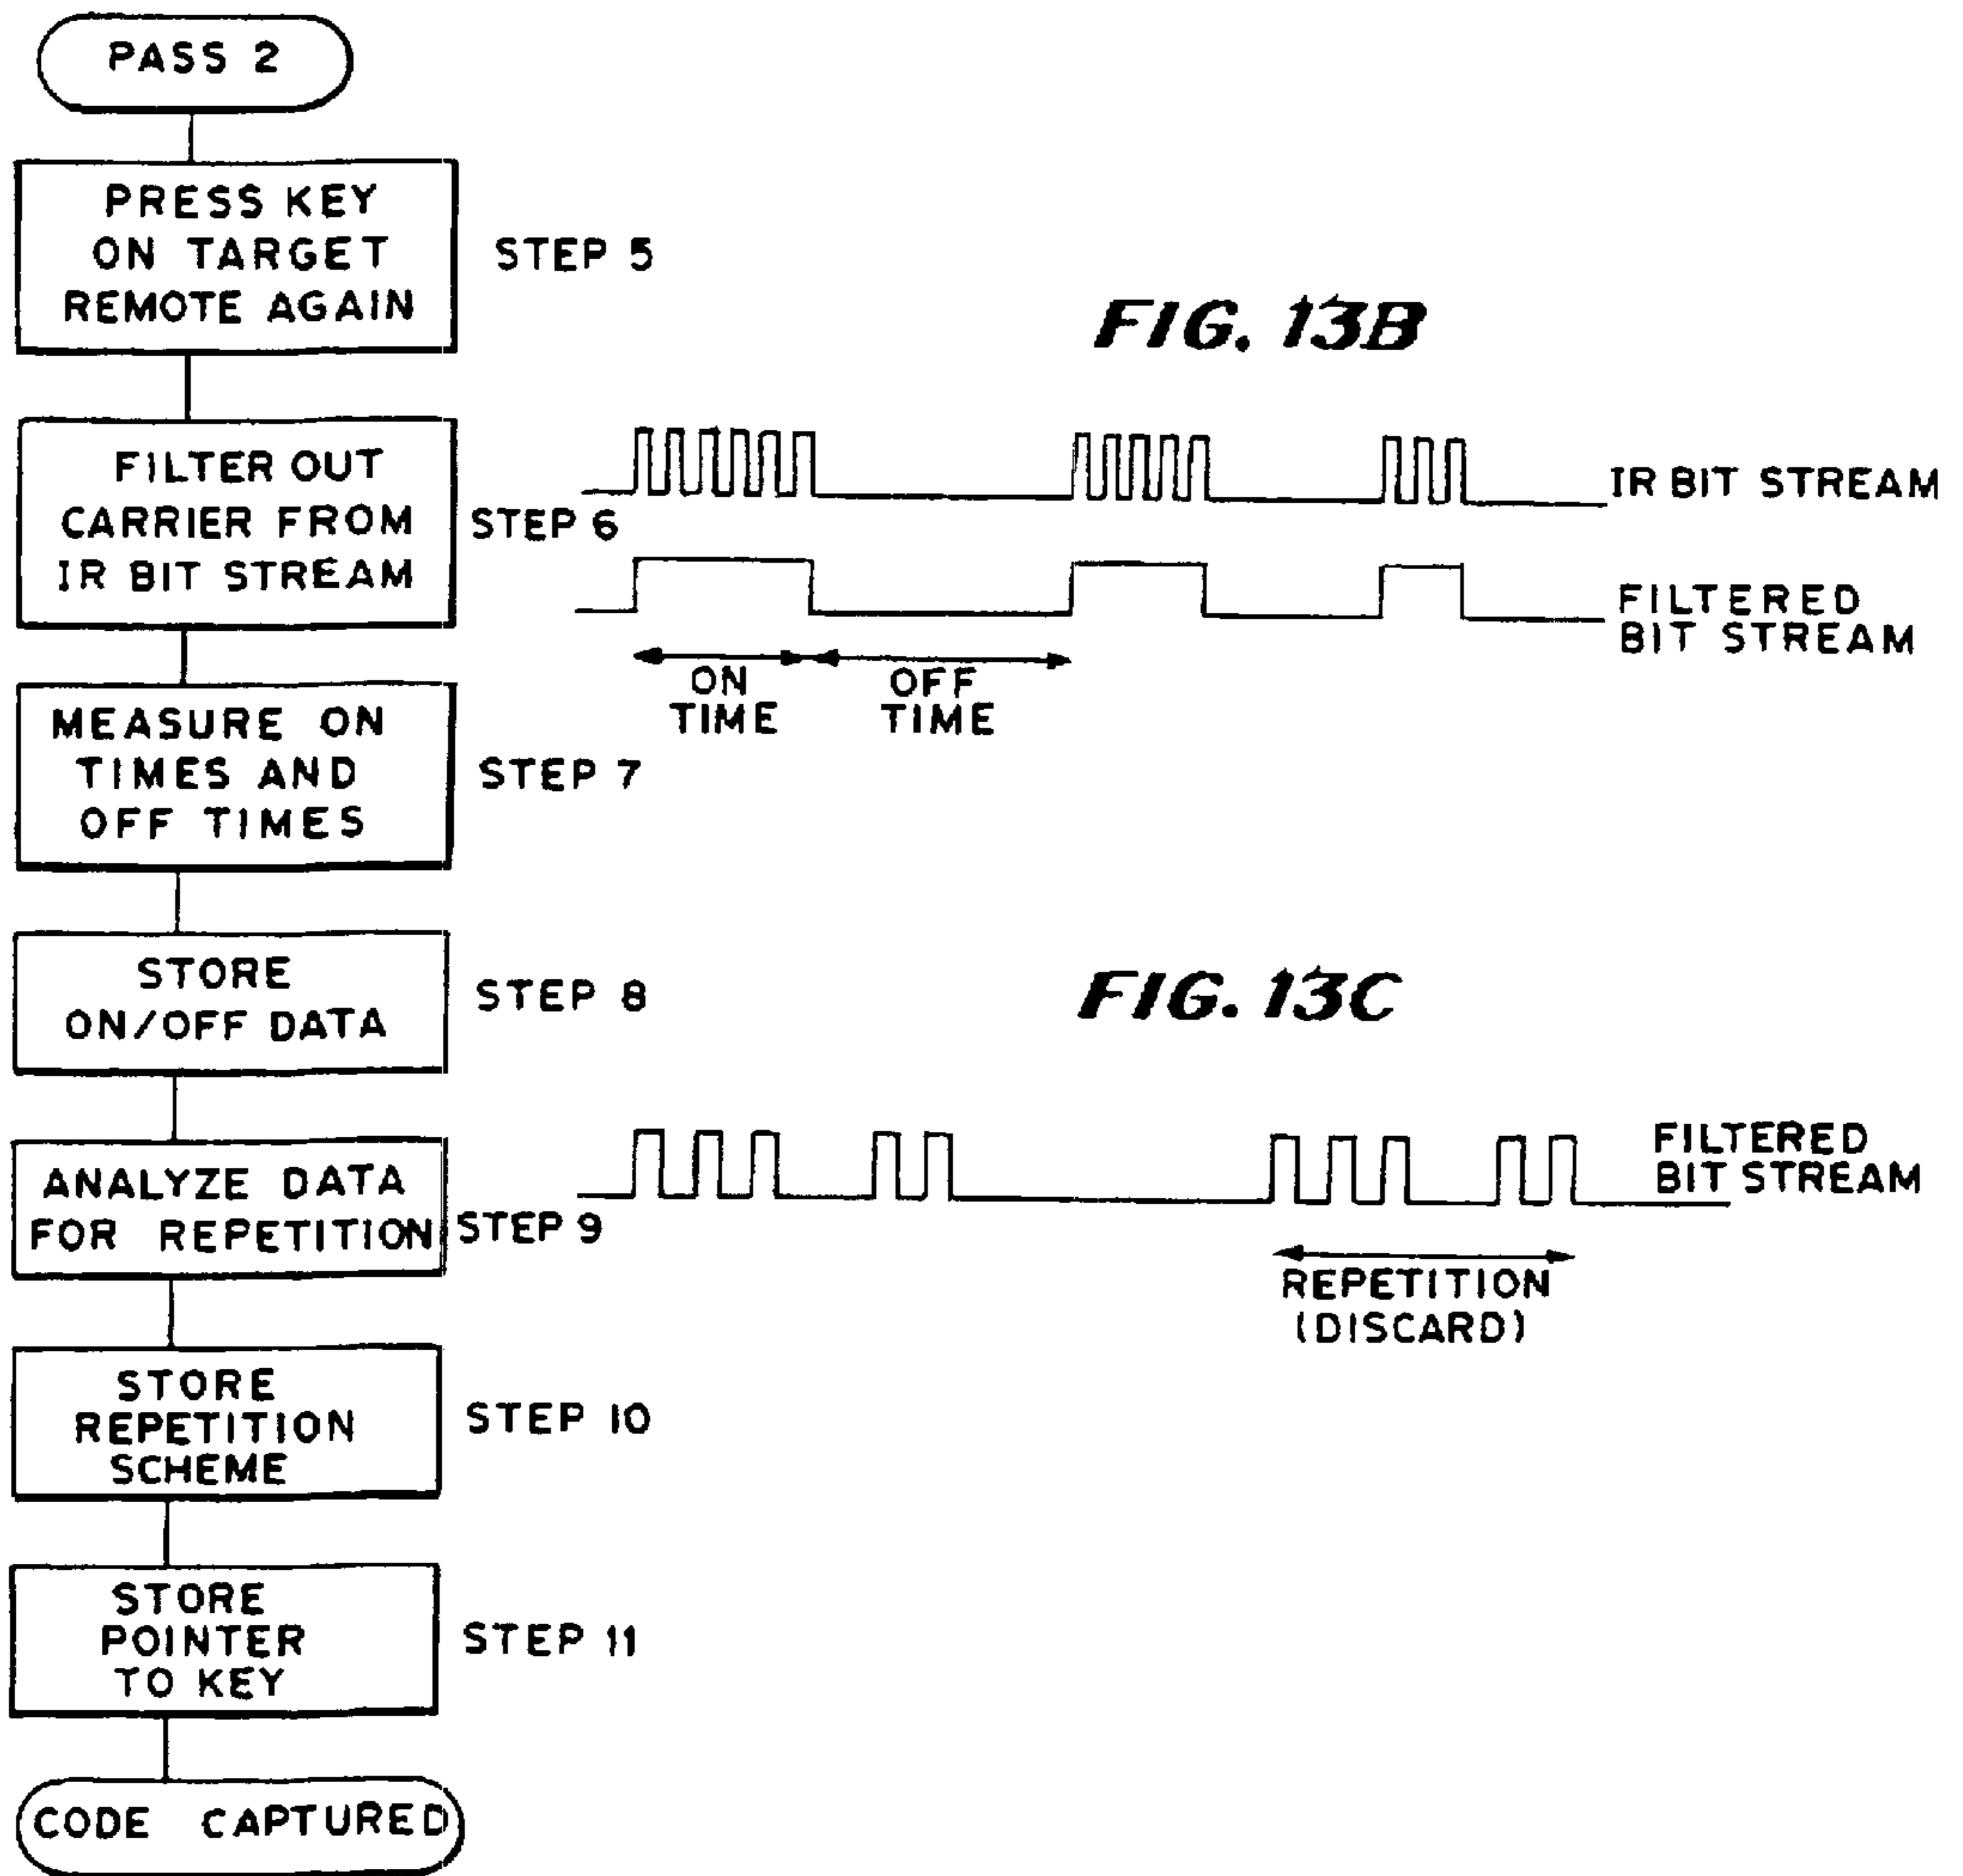 PASS 2
PRESS KEY
ON TARGET
REMOTE AGAIN
STEP 5
FIG. 13B
FILTER OUT
CARRIER FROM
IR BIT STREAM
STEP 6
IR BIT STREAM
FILTERED
BIT STREAM
ON
TIME
OFF
TIME
MEASURE ON
TIMES AND
OFF TIMES
STEP 7
STORE
ON/OFF DATA
STEP 8
FIG. 13C
ANALYZE DATA
FOR REPETITION
STEP 9
FILTERED
BIT STREAM
REPETITION
(DISCARD)
STORE
REPETITION
SCHEME
STEP 10
STORE
POINTER
TO KEY
STEP 11
CODE CAPTURED